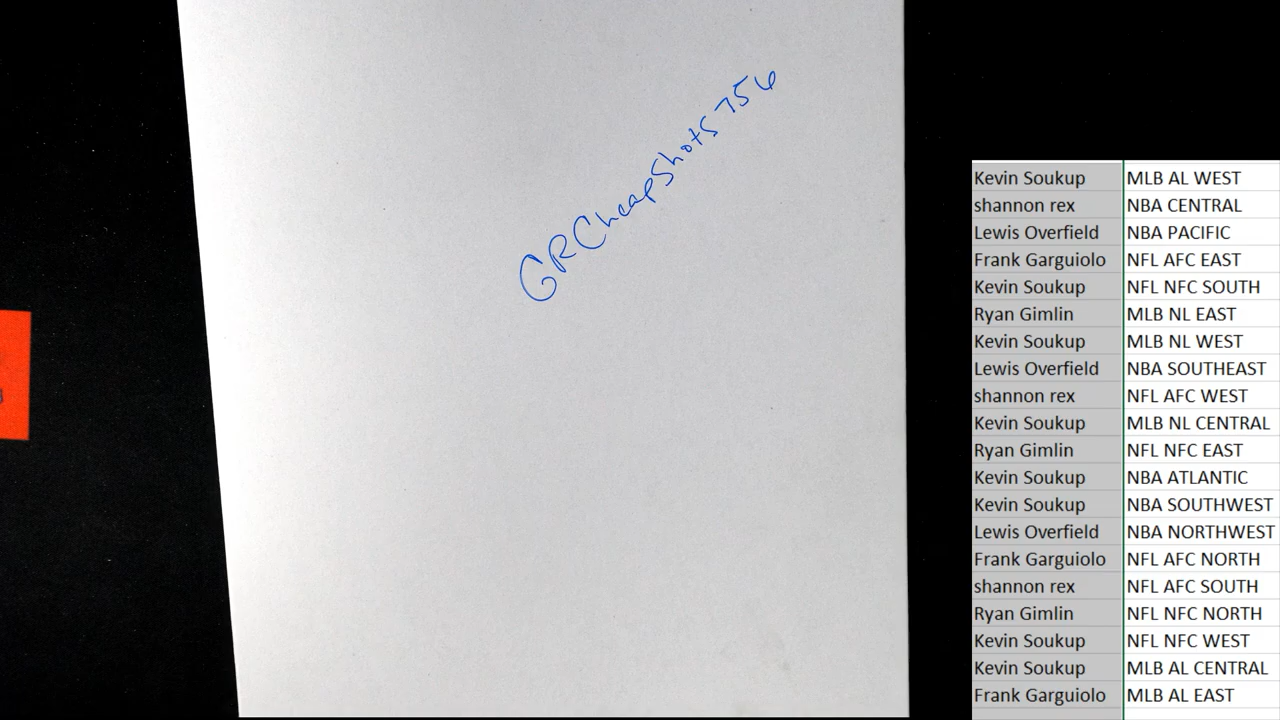 GRCheapShots 756
Kevin Soukup MLB AL WEST
shannon rex NBA CENTRAL
Lewis Overfield NBA PACIFIC
Frank Garguiolo NFL AFC EAST
Kevin Soukup NFL NFC SOUTH
Ryan Gimlin MLB NL EAST
Kevin Soukup MLB NL WEST
Lewis Overfield NBA SOUTHEAST
shannon rex NFL AFC WEST
Kevin Soukup MLB NL CENTRAL
Ryan Gimlin NFL NFC EAST
Kevin Soukup NBA ATLANTIC
Kevin Soukup NBA SOUTHWEST
Lewis Overfield NBA NORTHWEST
Frank Garguiolo NFL AFC NORTH
shannon rex NFL AFC SOUTH
Ryan Gimlin NFL NFC NORTH
Kevin Soukup NFL NFC WEST
Kevin Soukup MLB AL CENTRAL
Frank Garguiolo MLB AL EAST